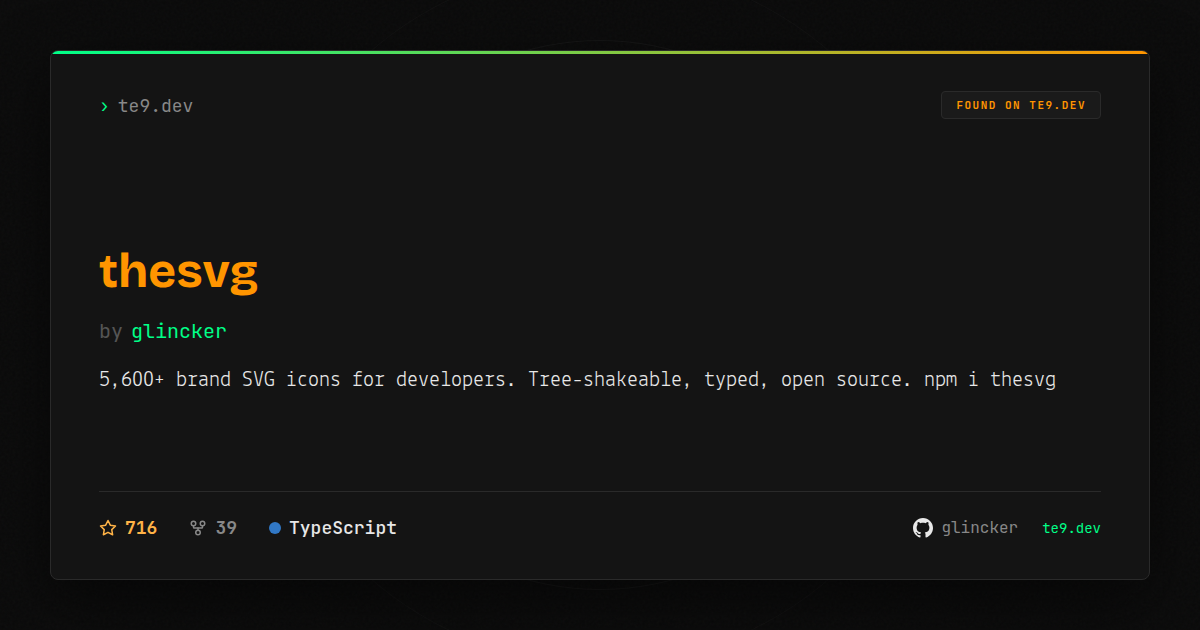 › te9.dev
FOUND ON TE9.DEV
thesvg
by glincker
5,600+ brand SVG icons for developers. Tree-shakeable, typed, open source. npm i thesvg
716 39 TypeScript glincker te9.dev